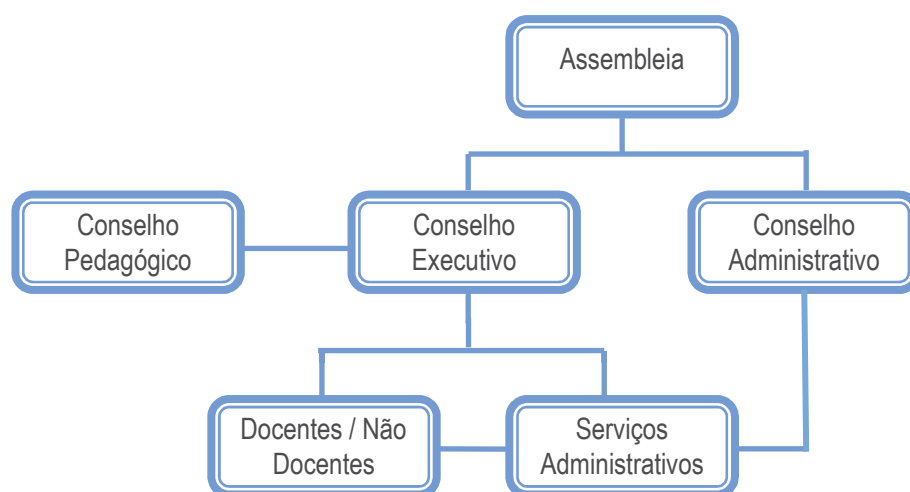 Assembleia
Conselho
Pedagógico
Conselho
Executivo
Conselho
Administrativo
Docentes / Não
Docentes
Serviços
Administrativos